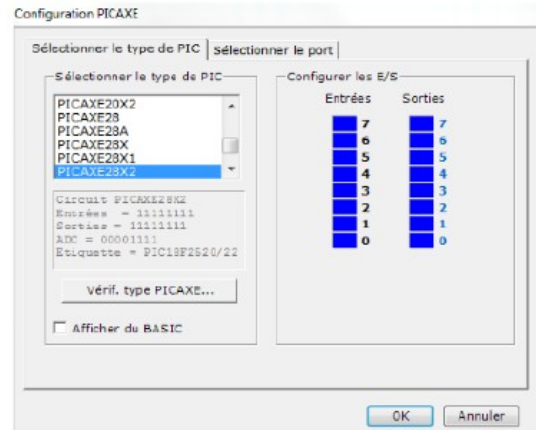 Configuration PICAXE
Sélectionner le type de PIC
Sélectionner le port
Sélectionner le type de PIC
PICAXE20X2
PICAXE28
PICAXE28A
PICAXE28X
PICAXE28X1
PICAXE28X2
Circuit PICAXE28X2
Entrées = 11111111
Sorties = 11111111
ADC = 00001111
Etiquette = PIC18F2520/22
Vérif. type PICAXE...
Afficher du BASIC
Configurer les E/S
Entrées Sorties
7 7
6 6
5 5
4 4
3 3
2 2
1 1
0 0
OK Annuler